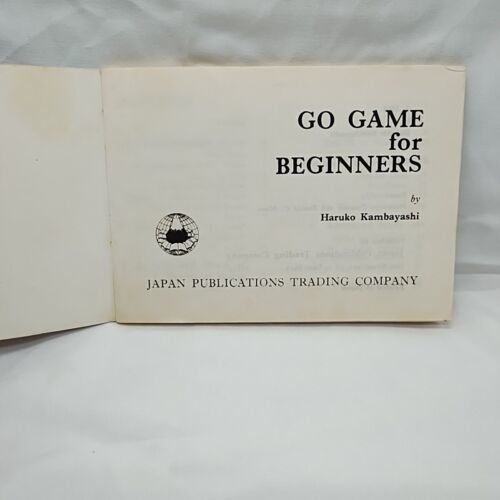 GO GAME
for
BEGINNERS
by
Haruko Kambayashi
JAPAN PUBLICATIONS TRADING COMPANY